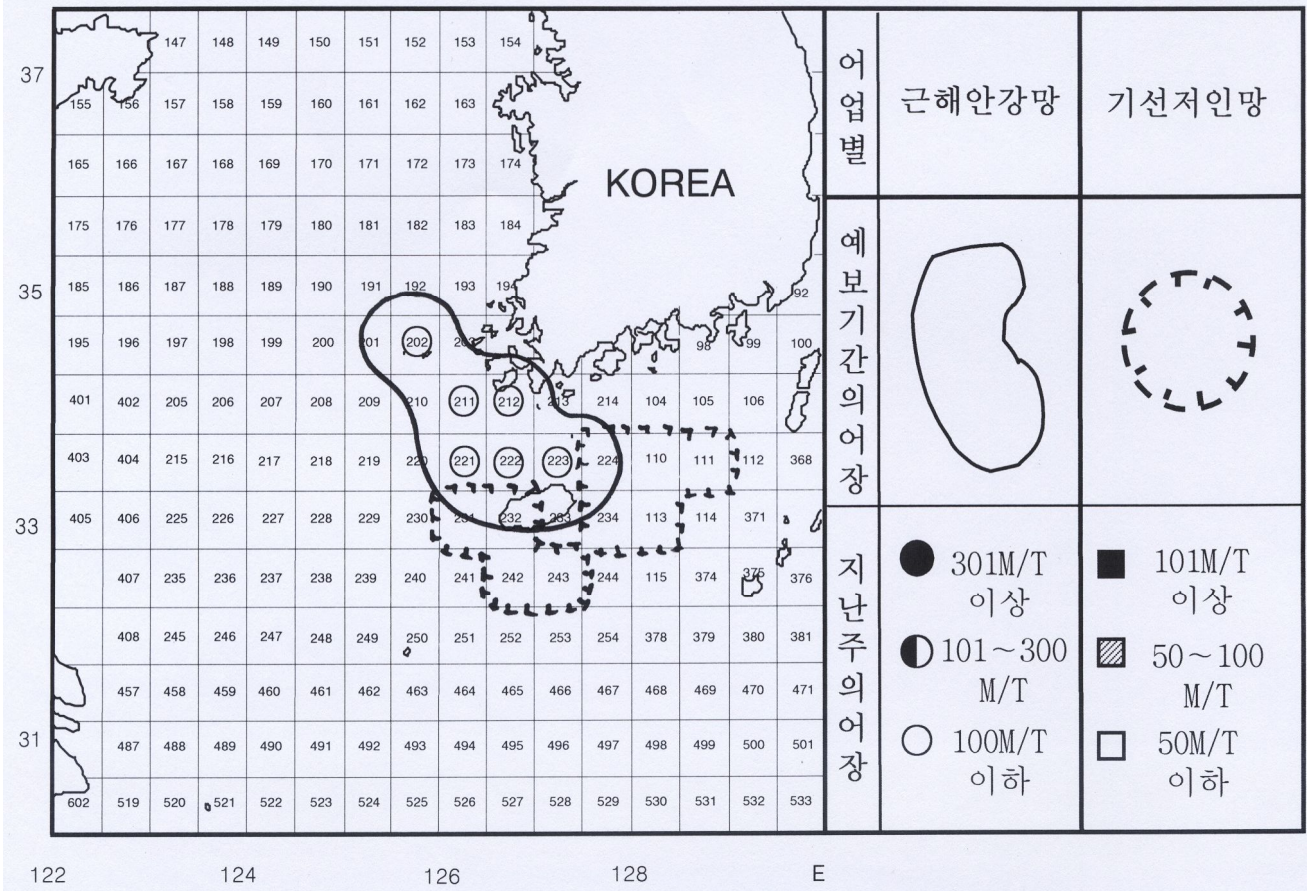 147 148 149 150 151 152 153 154
37
155 156 157 158 159 160 161 162 163
165 166 167 168 169 170 171 172 173 174
KOREA
175 176 177 178 179 180 181 182 183 184
35
185 186 187 188 189 190 191 192 193 194 92
195 196 197 198 199 200 201 202 203 98 99 100
401 402 205 206 207 208 209 210 211 212 213 214 104 105 106
403 404 215 216 217 218 219 220 221 222 223 224 110 111 112 368
33
405 406 225 226 227 228 229 230 231 232 233 234 113 114 371
407 235 236 237 238 239 240 241 242 243 244 115 374 375 376
408 245 246 247 248 249 250 251 252 253 254 378 379 380 381
457 458 459 460 461 462 463 464 465 466 467 468 469 470 471
31
487 488 489 490 491 492 493 494 495 496 497 498 499 500 501
602 519 520 521 522 523 524 525 526 527 528 529 530 531 532 533
122 124 126 128 E
어업별
근해안강망
기선저인망
예보기간의어장
지난주의어장
301M/T
이상
101～300
M/T
100M/T
이하
101M/T
이상
50～100
M/T
50M/T
이하